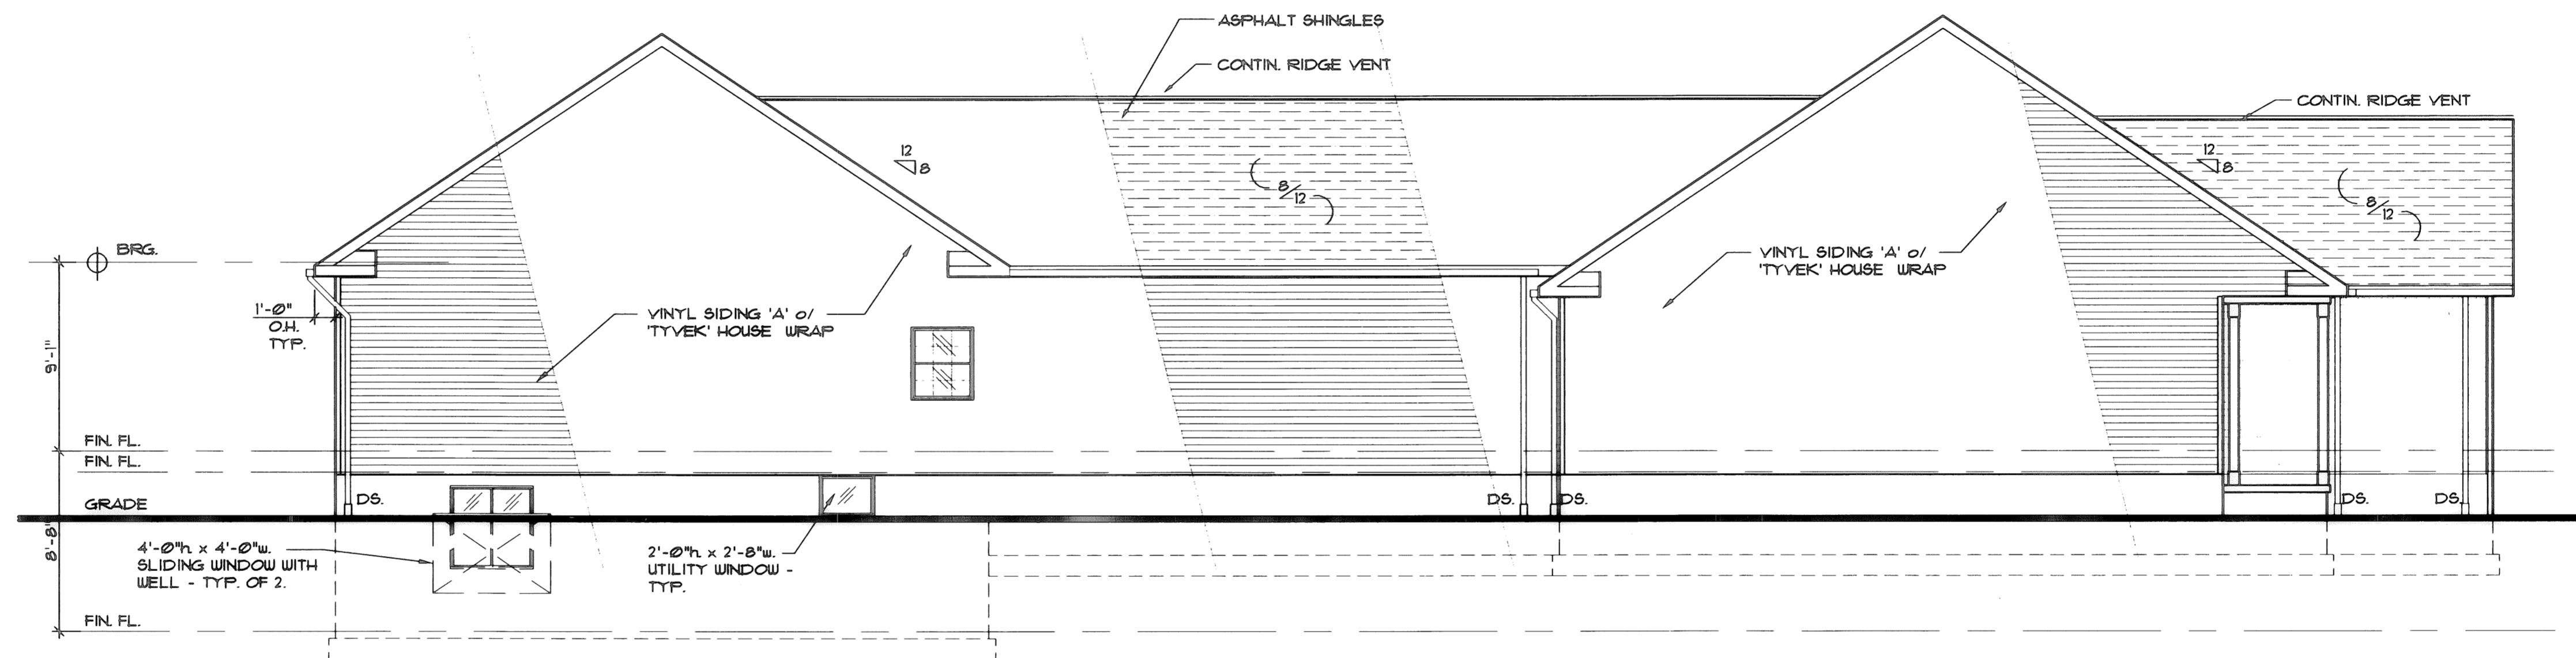 ASPHALT SHINGLES
CONTIN. RIDGE VENT
CONTIN. RIDGE VENT
12
8
8/12
12
8
8/12
BRG.
1'-0"
O.H.
TYP.
9'-1"
VINYL SIDING 'A' o/
'TYVEK' HOUSE WRAP
VINYL SIDING 'A' o/
'TYVEK' HOUSE WRAP
FIN. FL.
FIN. FL.
GRADE
DS.
DS.
DS.
DS.
DS.
8'-8"
4'-0"h x 4'-0"w.
SLIDING WINDOW WITH
WELL - TYP. OF 2.
2'-0"h x 2'-8"w.
UTILITY WINDOW -
TYP.
FIN. FL.